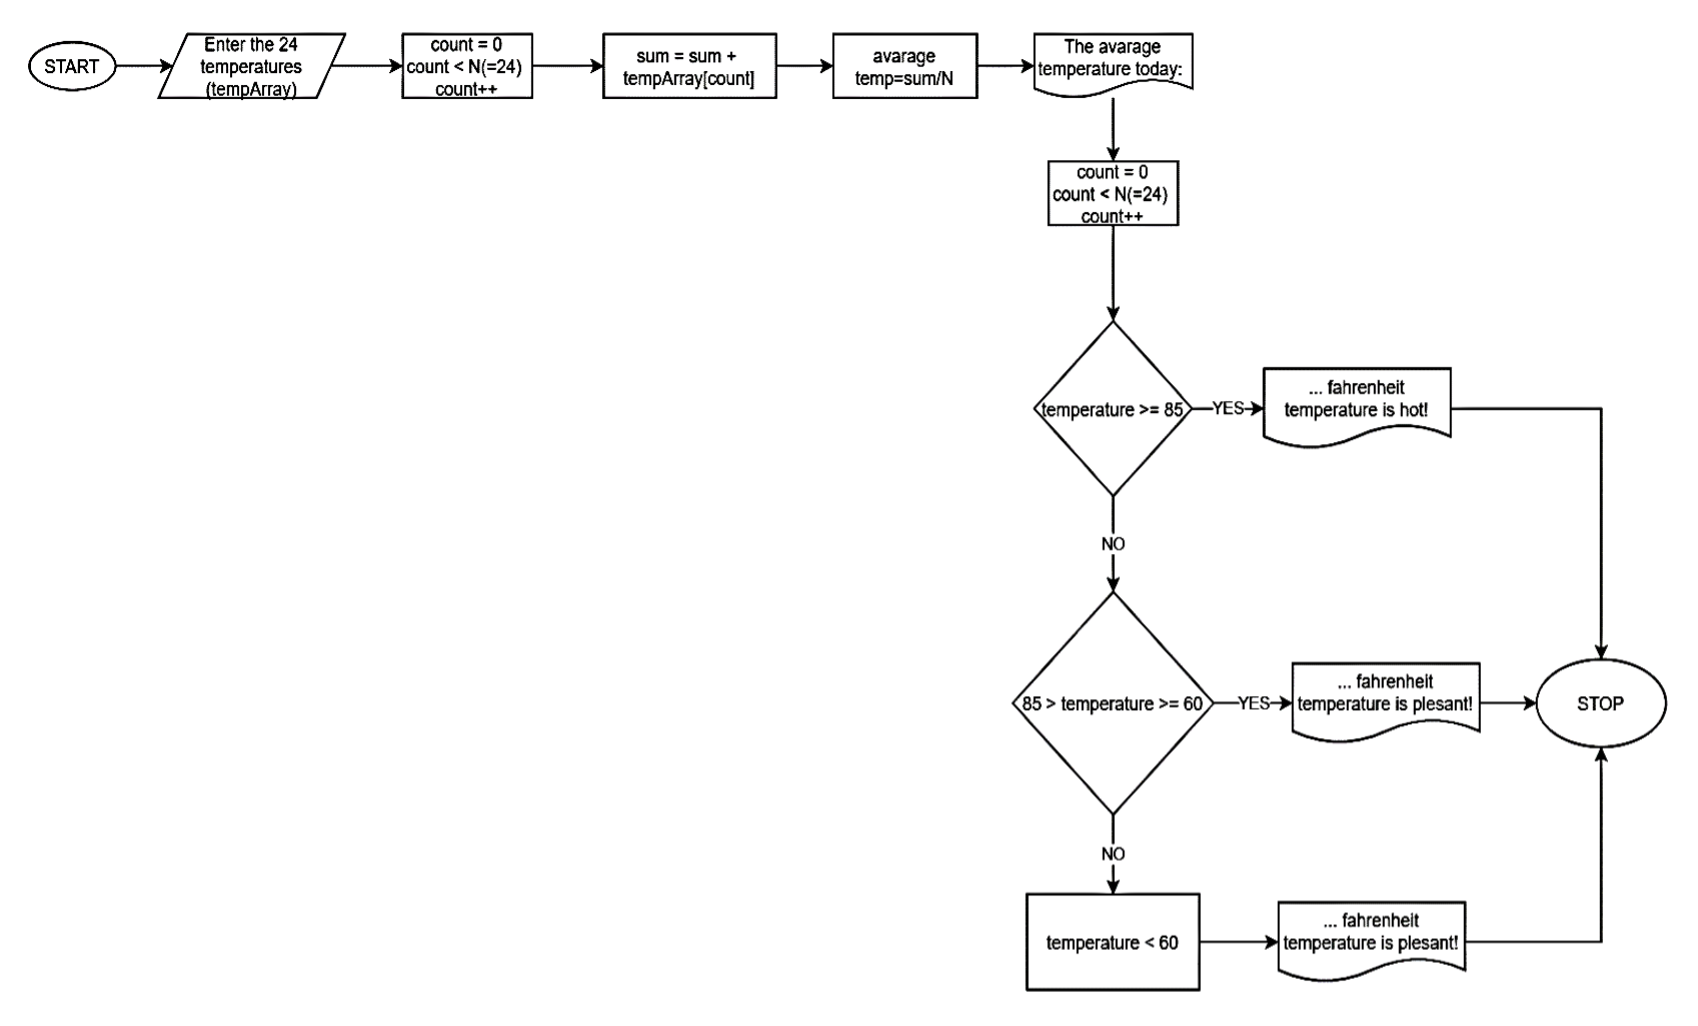 START
Enter the 24
temperatures
(tempArray)
count = 0
count < N(=24)
count++
sum = sum +
tempArray[count]
avarage
temp=sum/N
The avarage
temperature today:
count = 0
count < N(=24)
count++
temperature >= 85
YES
... fahrenheit
temperature is hot!
NO
85 > temperature >= 60
YES
... fahrenheit
temperature is plesant!
STOP
NO
temperature < 60
... fahrenheit
temperature is plesant!